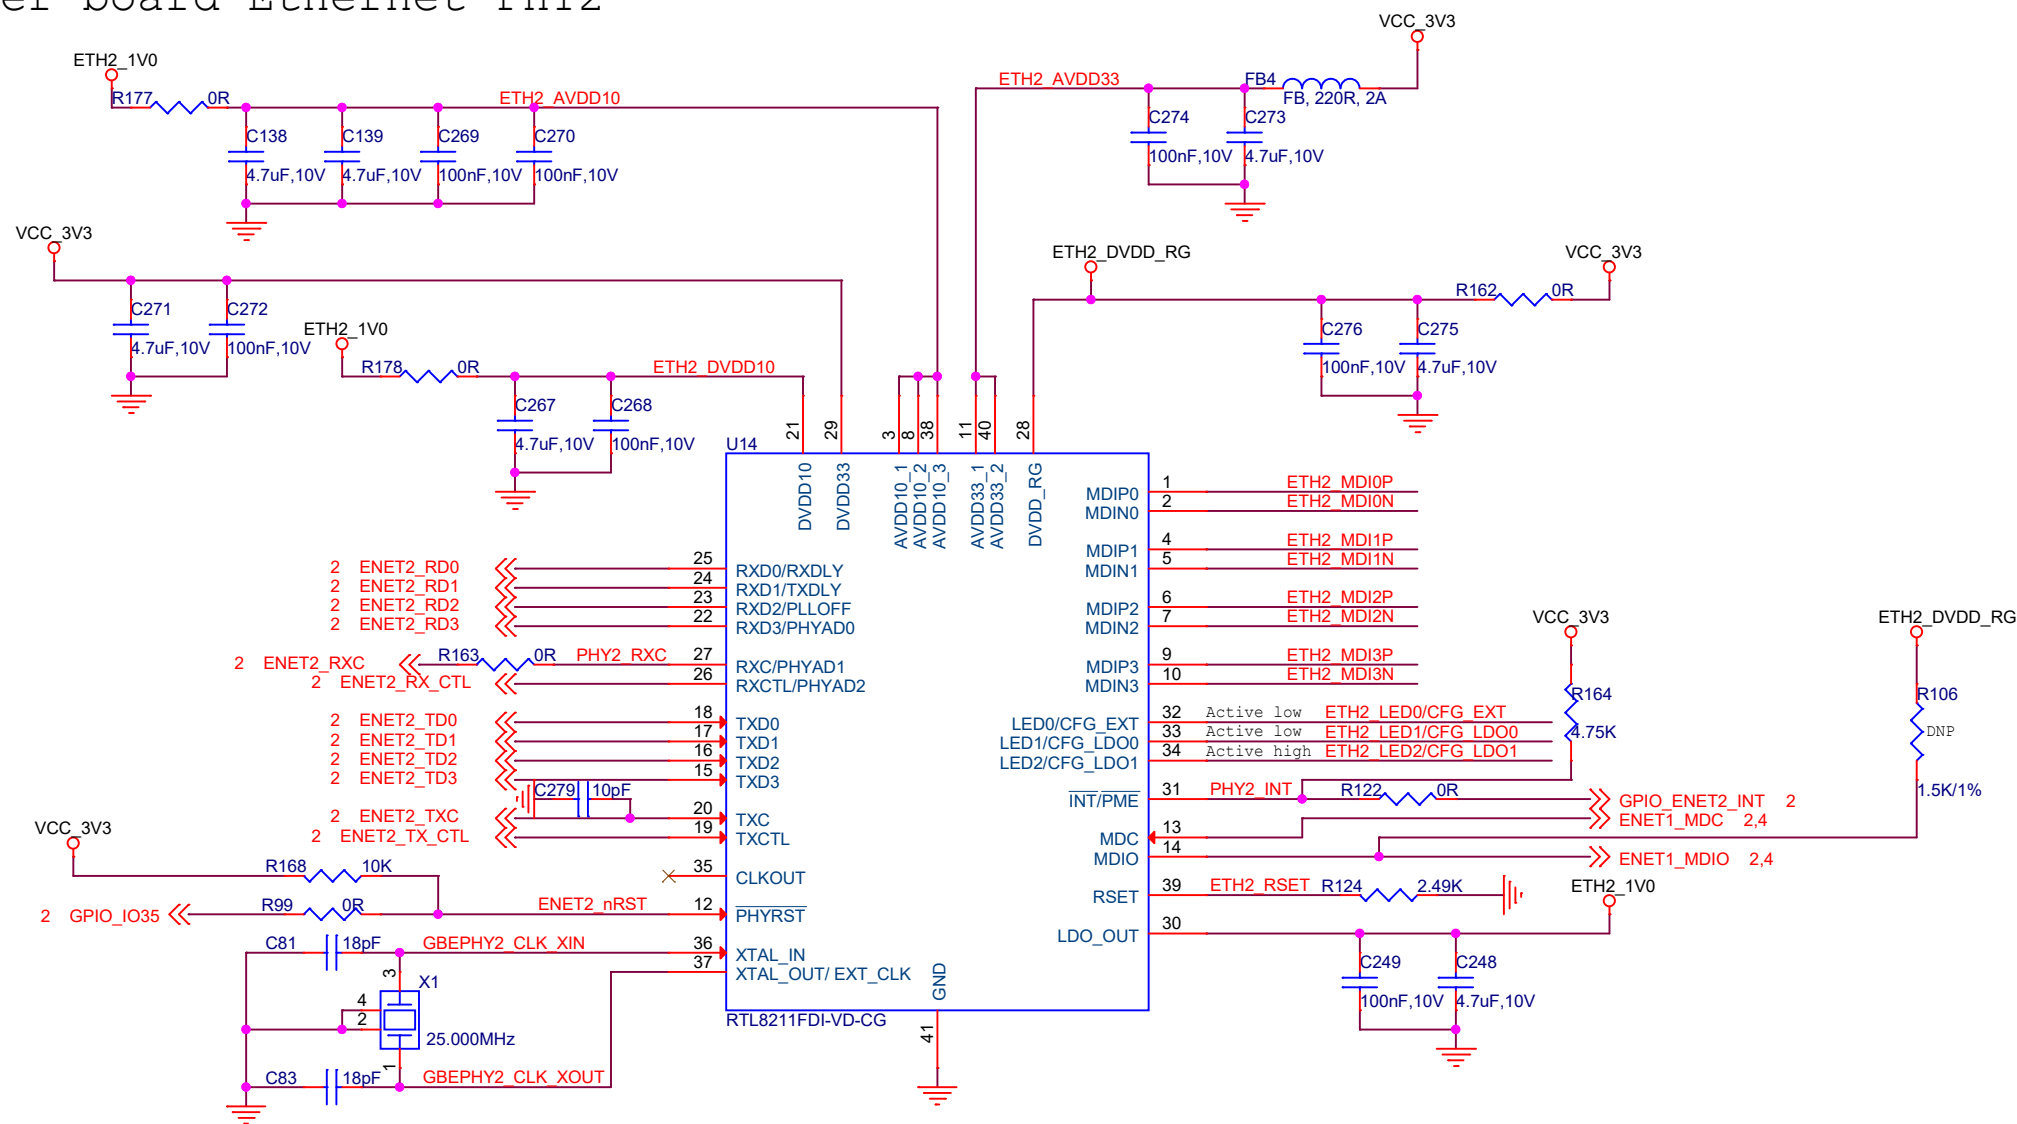 er board Ethernet PHY2
VCC_3V3
ETH2_1V0
R177 0R
ETH2_AVDD10
ETH2_AVDD33
FB4
FB, 220R, 2A
C138
4.7uF,10V
C139
4.7uF,10V
C269
100nF,10V
C270
100nF,10V
C274
100nF,10V
C273
4.7uF,10V
VCC_3V3
ETH2_DVDD_RG
VCC_3V3
R162 0R
C271
4.7uF,10V
C272
100nF,10V
ETH2_1V0
R178 0R
ETH2_DVDD10
C276
100nF,10V
C275
4.7uF,10V
C267
4.7uF,10V
C268
100nF,10V
U14
21 29 3 8 38 11 40 28
DVDD10
DVDD33
AVDD10_1
AVDD10_2
AVDD10_3
AVDD33_1
AVDD33_2
DVDD_RG
2 ENET2_RD0 25 RXD0/RXDLY
2 ENET2_RD1 24 RXD1/TXDLY
2 ENET2_RD2 23 RXD2/PLLOFF
2 ENET2_RD3 22 RXD3/PHYAD0
2 ENET2_RXC R163 0R PHY2_RXC 27 RXC/PHYAD1
2 ENET2_RX_CTL 26 RXCTL/PHYAD2
2 ENET2_TD0 18 TXD0
2 ENET2_TD1 17 TXD1
2 ENET2_TD2 16 TXD2
2 ENET2_TD3 15 TXD3
C279 10pF
2 ENET2_TXC 20 TXC
2 ENET2_TX_CTL 19 TXCTL
VCC_3V3
R168 10K
35 CLKOUT
2 GPIO_IO35 R99 0R ENET2_nRST 12 PHYRST
C81 18pF GBEPHY2_CLK_XIN 36 XTAL_IN
37 XTAL_OUT/ EXT_CLK
3
X1
4
2
25.000MHz
1
C83 18pF GBEPHY2_CLK_XOUT
MDIP0 1 ETH2_MDI0P
MDIN0 2 ETH2_MDI0N
MDIP1 4 ETH2_MDI1P
MDIN1 5 ETH2_MDI1N
MDIP2 6 ETH2_MDI2P
MDIN2 7 ETH2_MDI2N
MDIP3 9 ETH2_MDI3P
MDIN3 10 ETH2_MDI3N
LED0/CFG_EXT 32 Active low ETH2_LED0/CFG_EXT
LED1/CFG_LDO0 33 Active low ETH2_LED1/CFG_LDO0
LED2/CFG_LDO1 34 Active high ETH2_LED2/CFG_LDO1
VCC_3V3
R164
4.75K
ETH2_DVDD_RG
R106
DNP
1.5K/1%
INT/PME 31 PHY2_INT R122 0R GPIO_ENET2_INT 2
ENET1_MDC 2,4
MDC 13
MDIO 14 ENET1_MDIO 2,4
RSET 39 ETH2_RSET R124 2.49K
ETH2_1V0
LDO_OUT 30
C249
100nF,10V
C248
4.7uF,10V
GND
41
RTL8211FDI-VD-CG